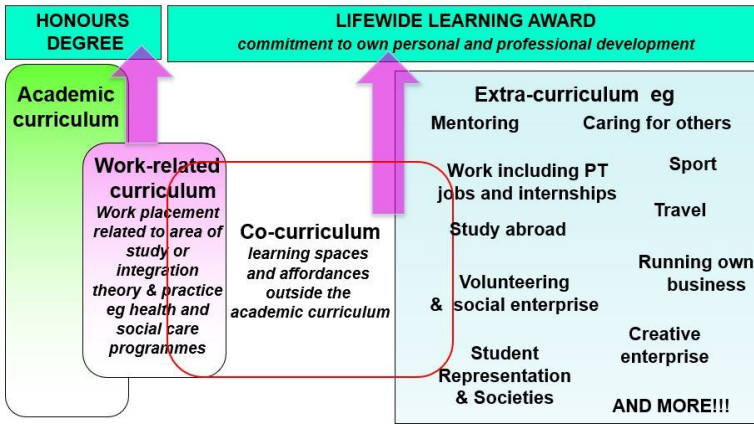 HONOURS
DEGREE
LIFEWIDE LEARNING AWARD
commitment to own personal and professional development
Academic
curriculum
Work-related
curriculum
Work placement
related to area of
study or
integration
theory & practice
eg health and
social care
programmes
Co-curriculum
learning spaces
and affordances
outside the
academic curriculum
Extra-curriculum eg
Mentoring
Caring for others
Work including PT
jobs and internships
Sport
Travel
Study abroad
Running own
business
Volunteering
& social enterprise
Creative
enterprise
Student
Representation
& Societies
AND MORE!!!